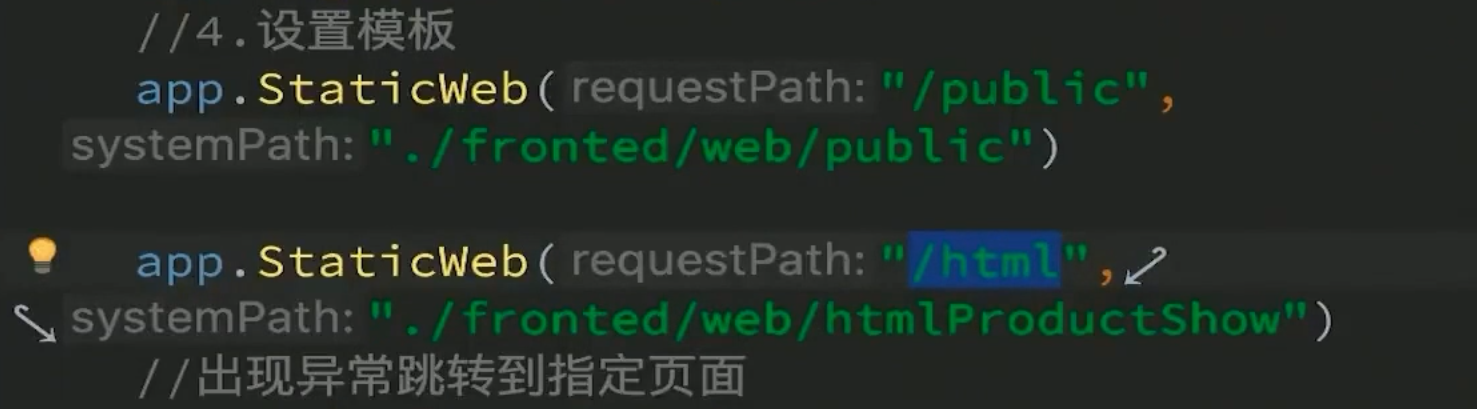 //4.设置模板
app.StaticWeb( requestPath: "/public",
systemPath: "./fronted/web/public")
app.StaticWeb( requestPath: "/html",
systemPath: "./fronted/web/htmlProductShow")
//出现异常跳转到指定页面